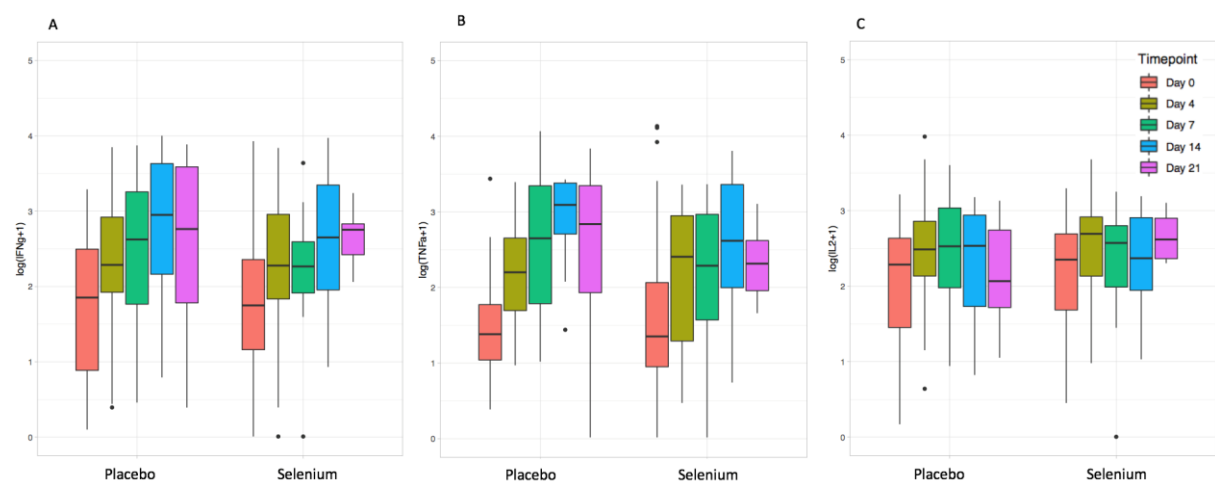 A
5
4
3
2
1
0
log(IFNg+1)
Placebo
Selenium
B
5
4
3
2
1
0
log(TNFa+1)
Placebo
Selenium
C
5
4
3
2
1
0
log(IL2+1)
Placebo
Selenium
Timepoint
Day 0
Day 4
Day 7
Day 14
Day 21